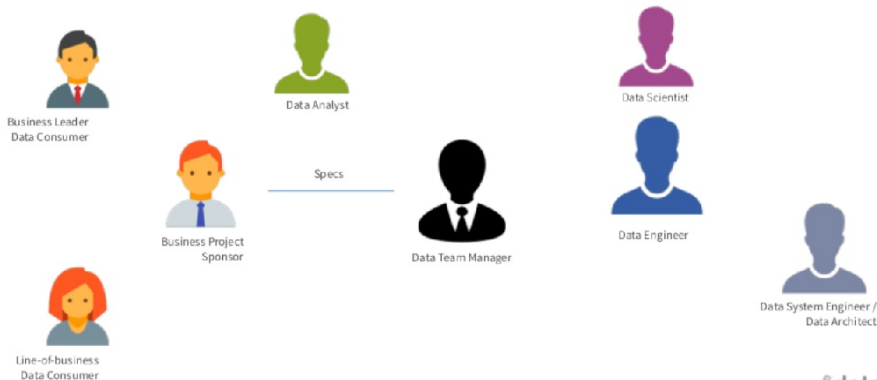 Data Analyst
Data Scientist
Business Leader
Data Consumer
Specs
Business Project
Sponsor
Data Team Manager
Data Engineer
Data System Engineer /
Data Architect
Line-of-business
Data Consumer